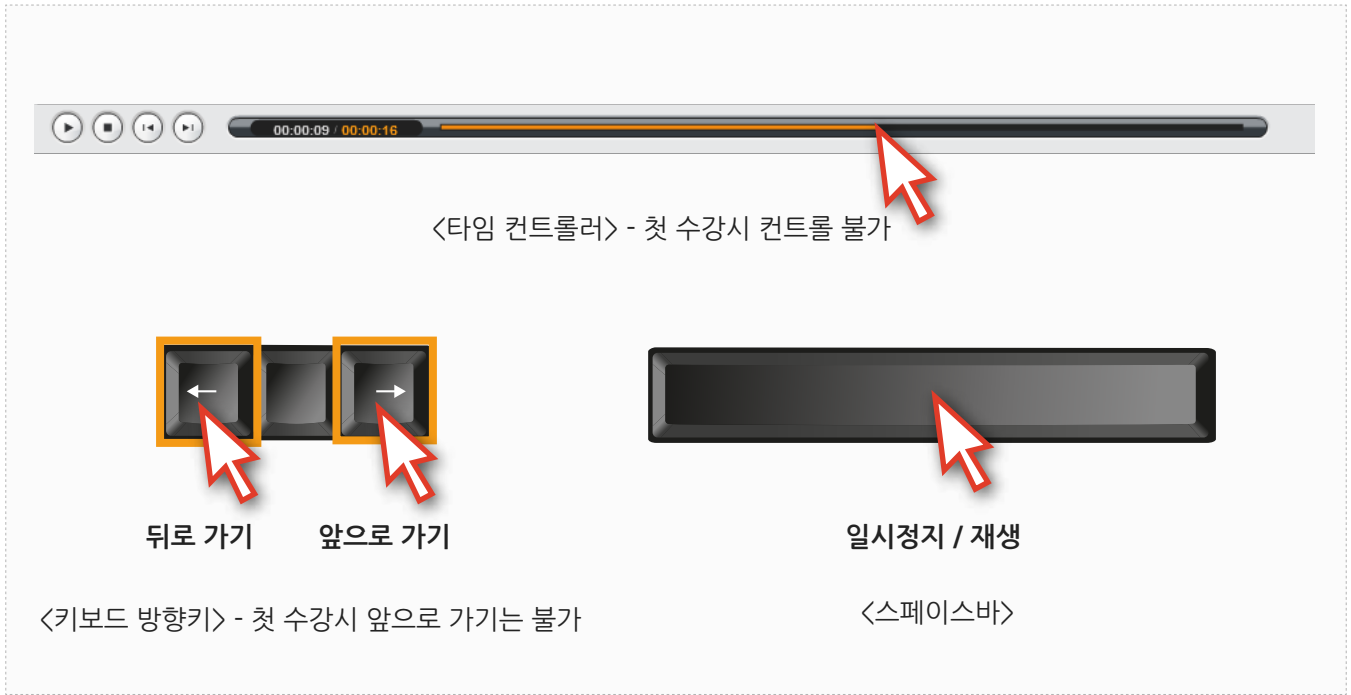 00:00:09 / 00:00:16
<타임 컨트롤러> - 첫 수강시 컨트롤 불가
← →
뒤로 가기 앞으로 가기
일시정지 / 재생
<키보드 방향키> - 첫 수강시 앞으로 가기는 불가
<스페이스바>